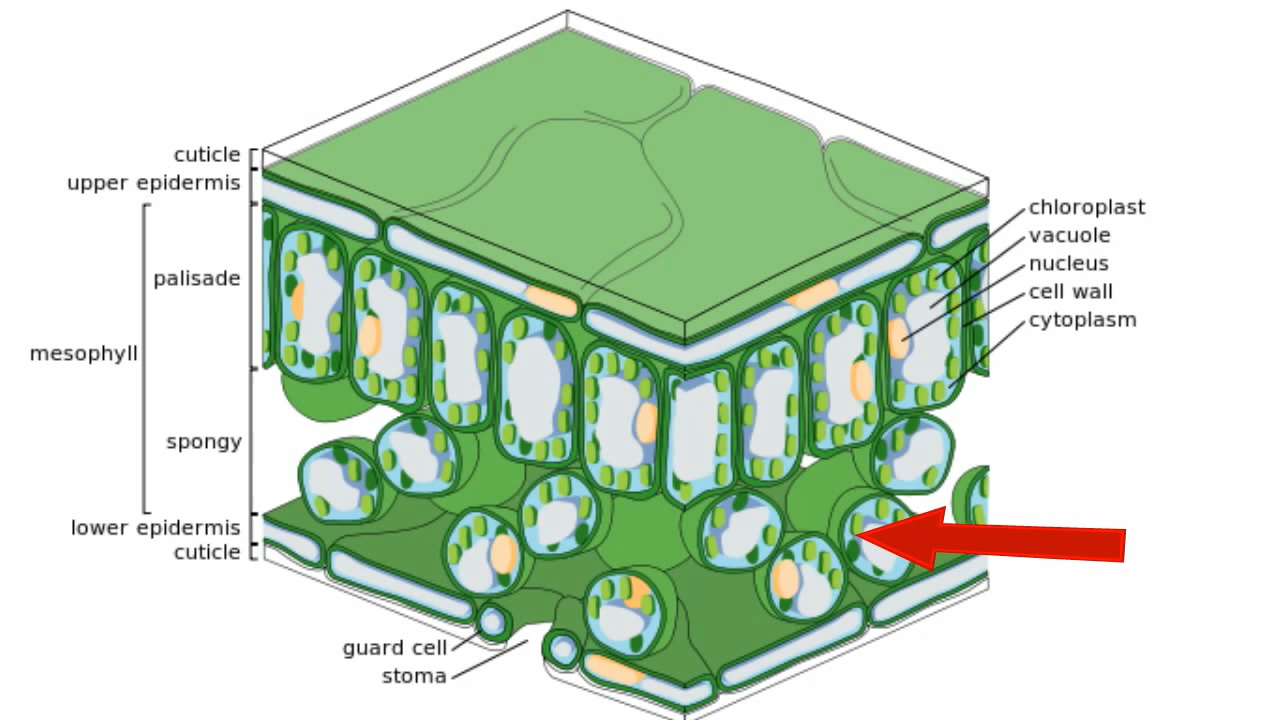 cuticle
upper epidermis
palisade
mesophyll
spongy
lower epidermis
cuticle
guard cell
stoma
chloroplast
vacuole
nucleus
cell wall
cytoplasm